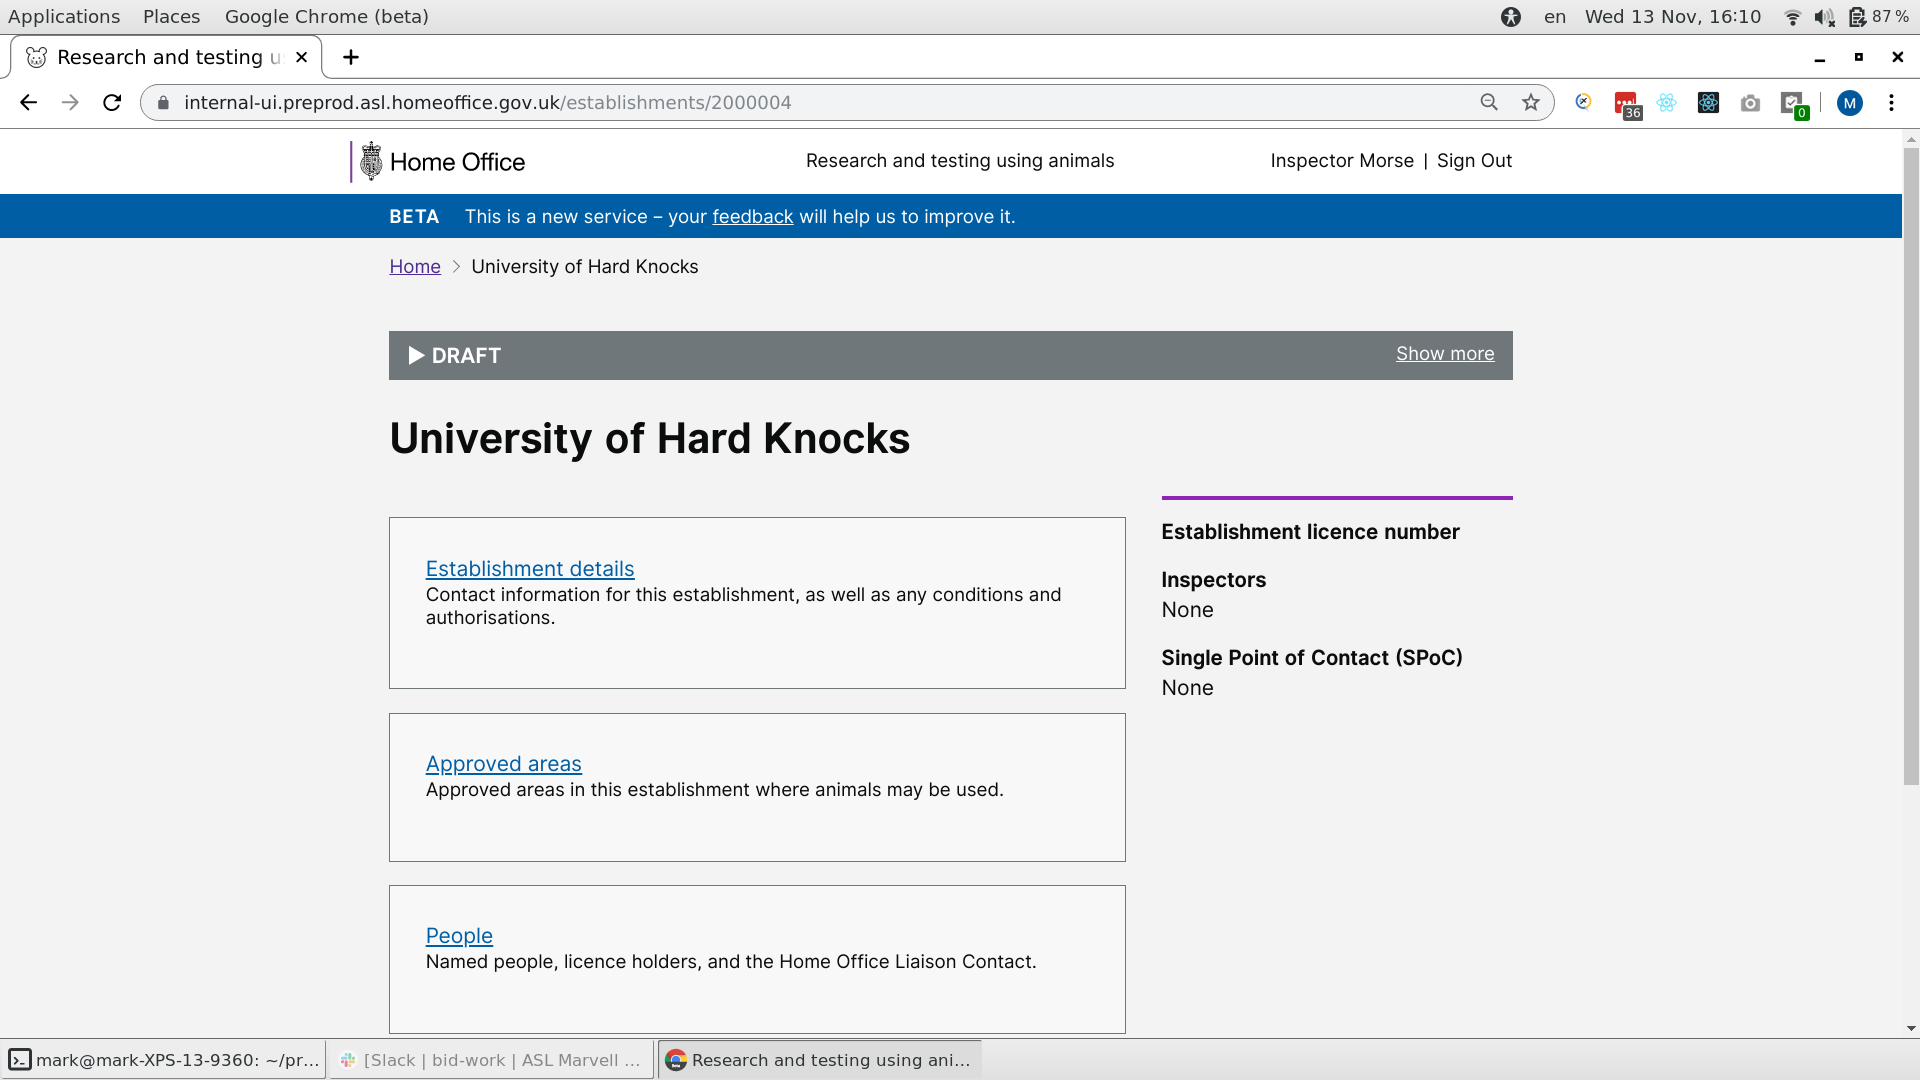 Applications Places Google Chrome (beta) en Wed 13 Nov, 16:10 87 %
Research and testing u
internal-ui.preprod.asl.homeoffice.gov.uk/establishments/2000004 36 0 M
Home Office Research and testing using animals Inspector Morse | Sign Out
BETA This is a new service – your feedback will help us to improve it.
Home University of Hard Knocks
DRAFT Show more
University of Hard Knocks
Establishment details
Contact information for this establishment, as well as any conditions and
authorisations.
Approved areas
Approved areas in this establishment where animals may be used.
People
Named people, licence holders, and the Home Office Liaison Contact.
Establishment licence number
Inspectors
None
Single Point of Contact (SPoC)
None
mark@mark-XPS-13-9360: ~/pr... [Slack | bid-work | ASL Marvell ... Research and testing using ani...